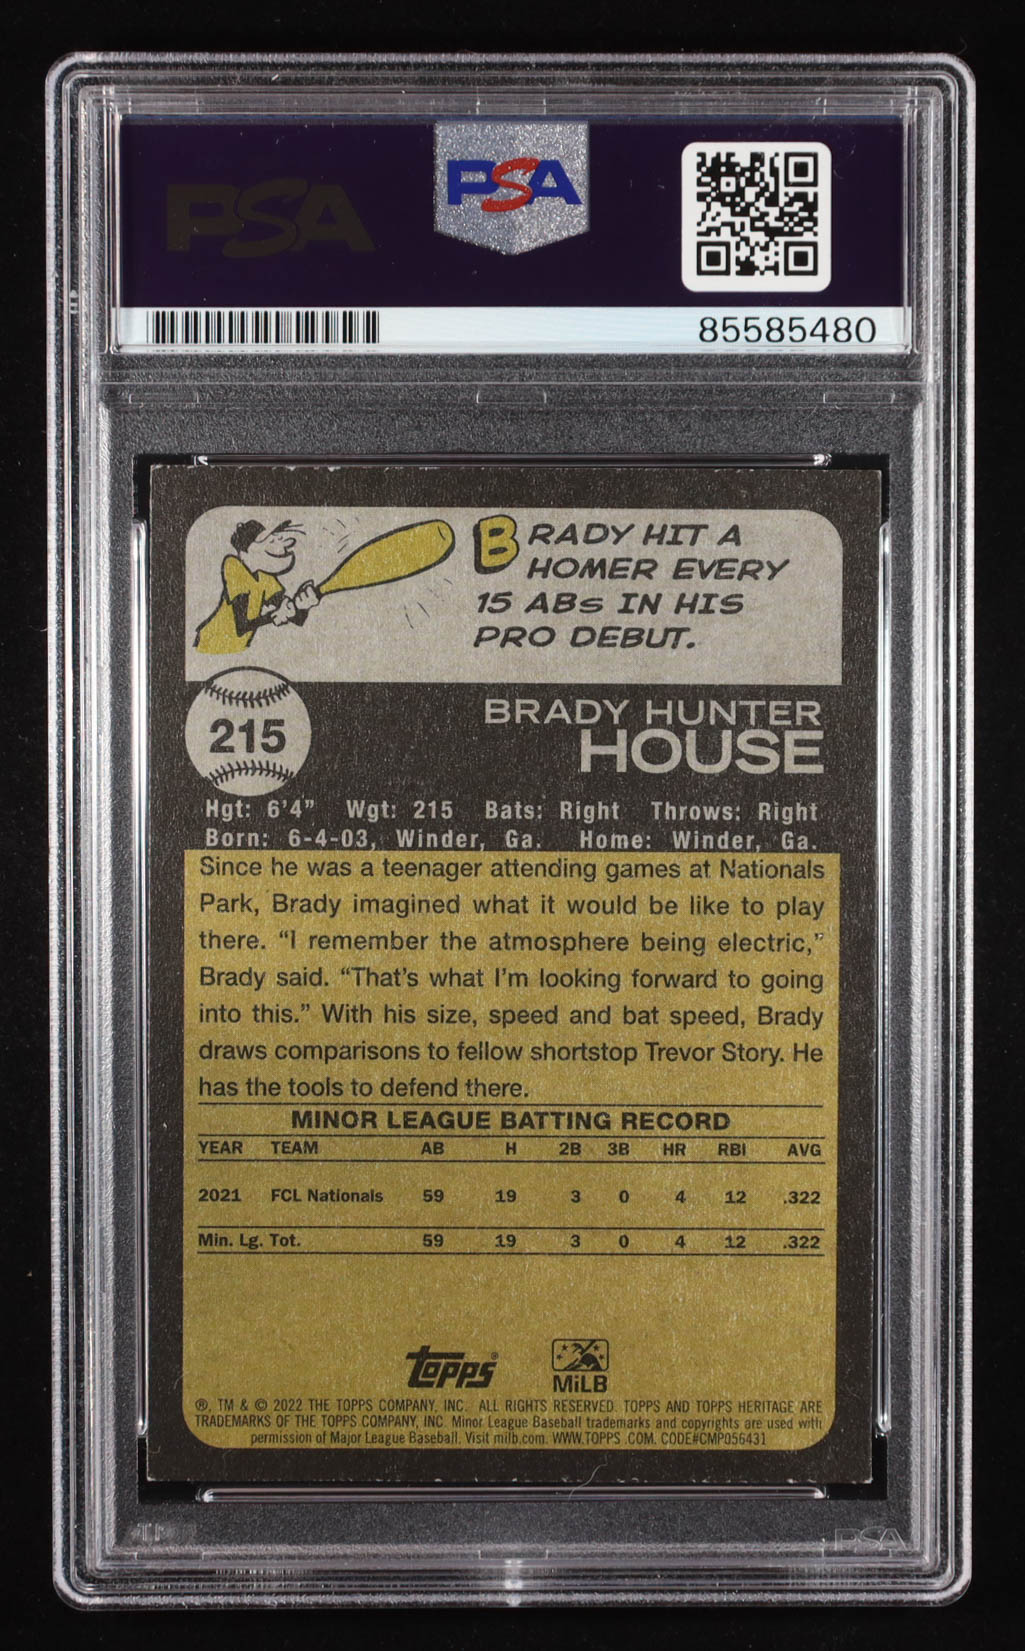 PSA
PSA
85585480
BRADY HIT A
HOMER EVERY
15 ABs IN HIS
PRO DEBUT.
215
BRADY HUNTER
HOUSE
Hgt: 6'4" Wgt: 215 Bats: Right Throws: Right
Born: 6-4-03, Winder, Ga. Home: Winder, Ga.
Since he was a teenager attending games at Nationals
Park, Brady imagined what it would be like to play
there. “I remember the atmosphere being electric,”
Brady said. “That’s what I’m looking forward to going
into this.” With his size, speed and bat speed, Brady
draws comparisons to fellow shortstop Trevor Story. He
has the tools to defend there.
MINOR LEAGUE BATTING RECORD
YEAR TEAM AB H 2B 3B HR RBI AVG
2021 FCL Nationals 59 19 3 0 4 12 .322
Min. Lg. Tot. 59 19 3 0 4 12 .322
Topps®
MiLB
®, TM & © 2022 THE TOPPS COMPANY, INC. ALL RIGHTS RESERVED. TOPPS AND TOPPS HERITAGE ARE
TRADEMARKS OF THE TOPPS COMPANY, INC. Minor League Baseball trademarks and copyrights are used with
permission of Major League Baseball. Visit milb.com. WWW.TOPPS.COM. CODE#CMP056431
PSA